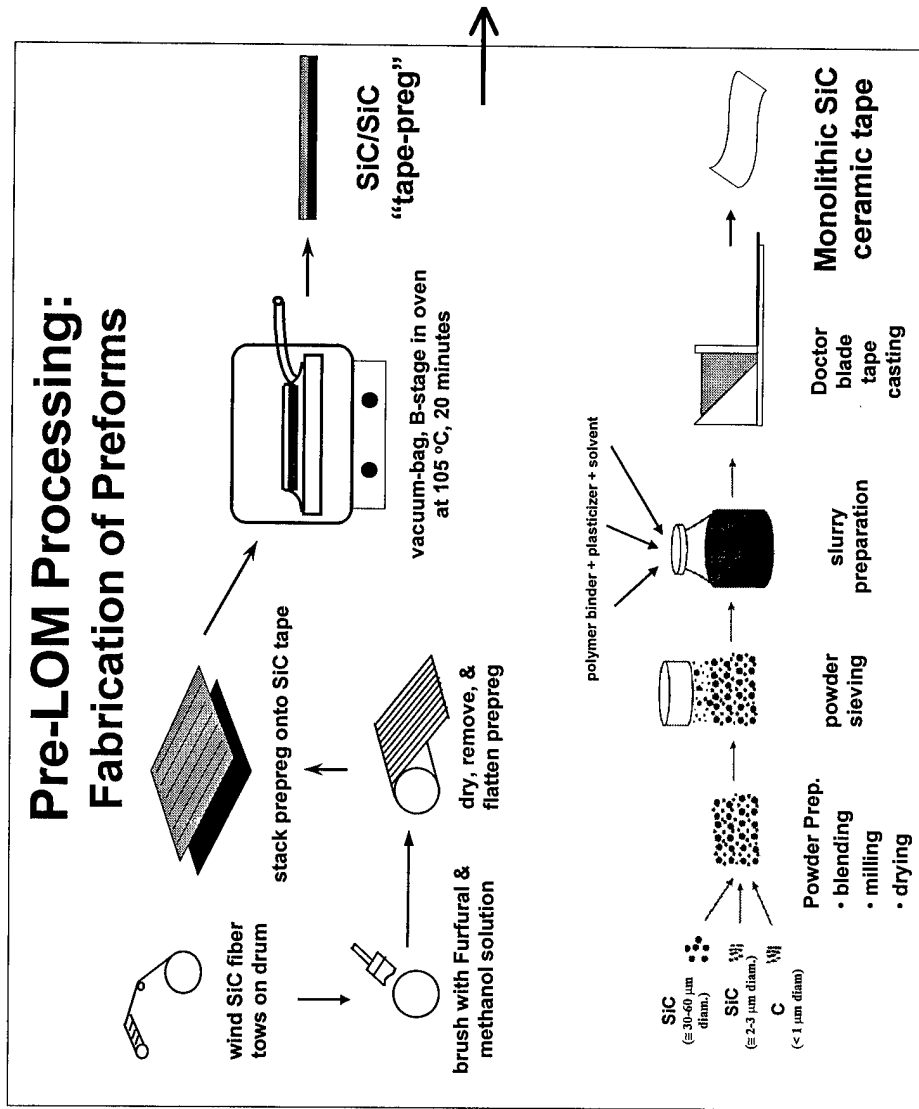 Pre-LOM Processing:
Fabrication of Preforms
wind SiC fiber
tows on drum
brush with Furfural &
methanol solution
dry, remove, &
flatten prepreg
stack prepreg onto SiC tape
vacuum-bag, B-stage in oven
at 105 ºC, 20 minutes
SiC/SiC
“tape-preg”
SiC
(≅ 30-60 µm
diam.)
SiC
(≅ 2-3 µm diam.)
C
(< 1 µm diam)
Powder Prep.
• blending
• milling
• drying
powder
sieving
polymer binder + plasticizer + solvent
slurry
preparation
Doctor
blade
tape
casting
Monolithic SiC
ceramic tape